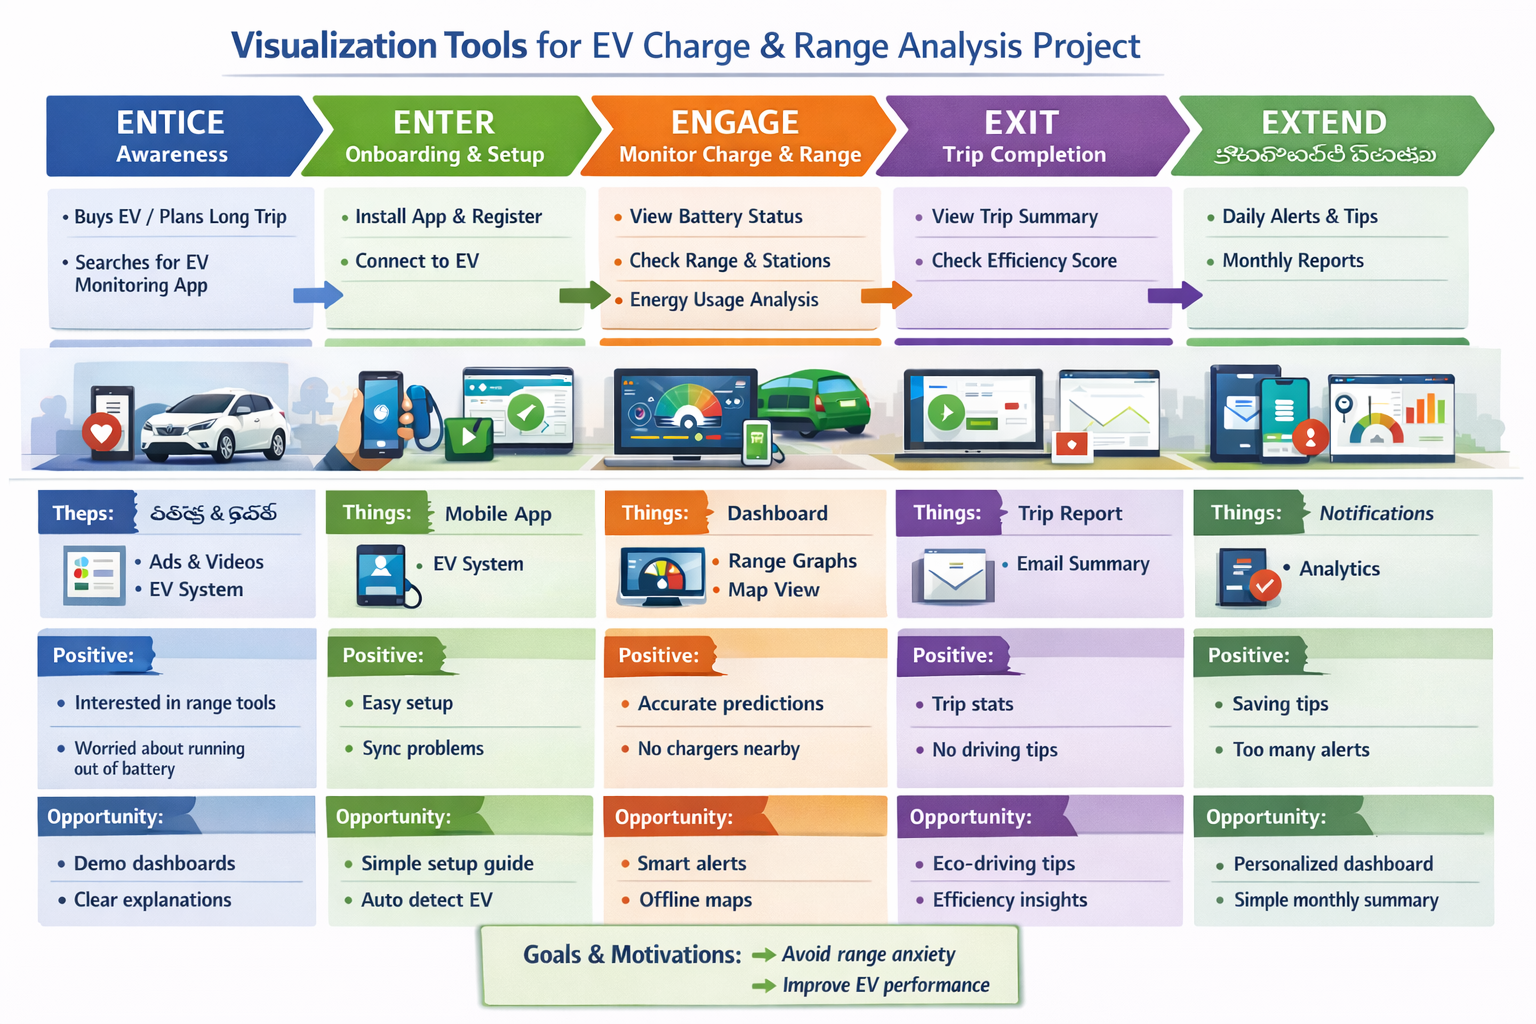 Visualization Tools for EV Charge & Range Analysis Project
ENTICE
Awareness
ENTER
Onboarding & Setup
ENGAGE
Monitor Charge & Range
EXIT
Trip Completion
EXTEND
• Buys EV / Plans Long Trip
• Searches for EV
Monitoring App
• Install App & Register
• Connect to EV
• View Battery Status
• Check Range & Stations
• Energy Usage Analysis
• View Trip Summary
• Check Efficiency Score
• Daily Alerts & Tips
• Monthly Reports
Theps: &
• Ads & Videos
• EV System
Things: Mobile App
• EV System
Things: Dashboard
• Range Graphs
• Map View
Things: Trip Report
• Email Summary
Things: Notifications
• Analytics
Positive:
• Interested in range tools
• Worried about running
out of battery
Positive:
• Easy setup
• Sync problems
Positive:
• Accurate predictions
• No chargers nearby
Positive:
• Trip stats
• No driving tips
Positive:
• Saving tips
• Too many alerts
Opportunity:
• Demo dashboards
• Clear explanations
Opportunity:
• Simple setup guide
• Auto detect EV
Opportunity:
• Smart alerts
• Offline maps
Opportunity:
• Eco-driving tips
• Efficiency insights
Opportunity:
• Personalized dashboard
• Simple monthly summary
Goals & Motivations: → Avoid range anxiety
→ Improve EV performance